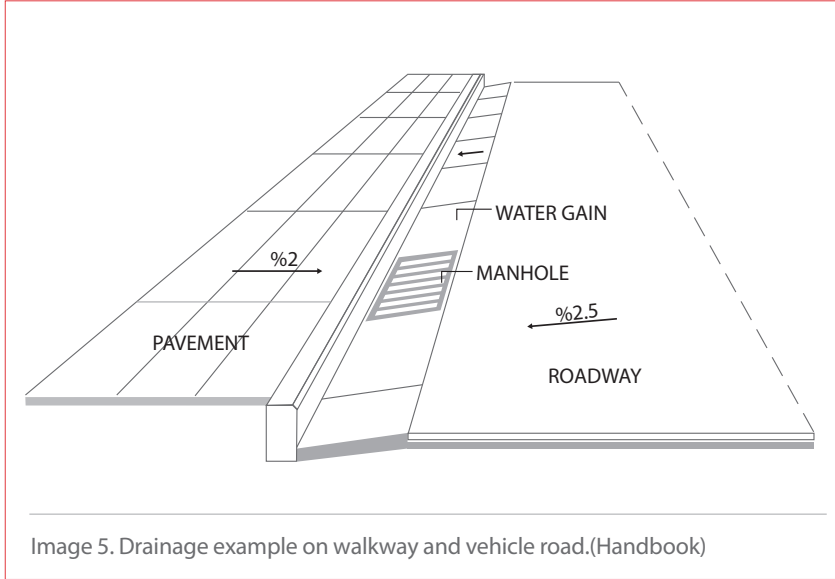 WATER GAIN
%2
MANHOLE
%2.5
PAVEMENT
ROADWAY
Image 5. Drainage example on walkway and vehicle road.(Handbook)